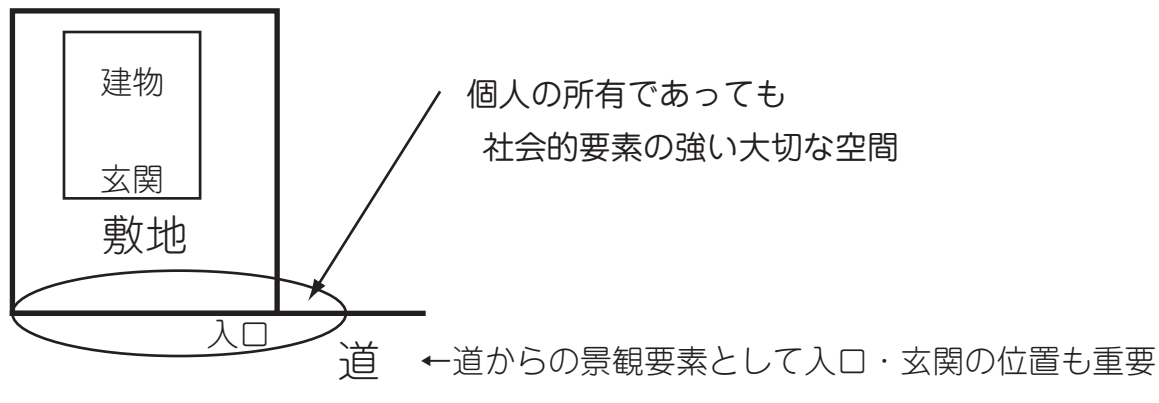 建物
玄関
敷地
個人の所有であっても
社会的要素の強い大切な空間
入口
道
←道からの景観要素として入口・玄関の位置も重要